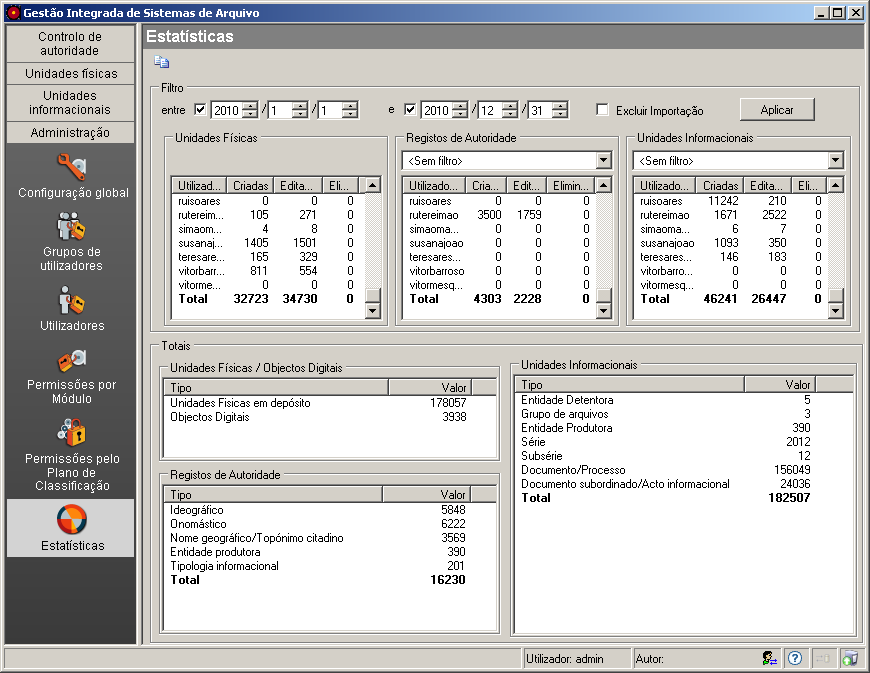 Gestão Integrada de Sistemas de Arquivo
Controlo de
autoridade
Unidades físicas
Unidades
informacionais
Administração
Configuração global
Grupos de
utilizadores
Utilizadores
Permissões por
Módulo
Permissões pelo
Plano de
Classificação
Estatísticas
Estatísticas
Filtro
entre 2010 / 1 / 1 e 2010 / 12 / 31 Excluir Importação Aplicar
Unidades Físicas
Utilizad... Criadas Edita... Eli...
ruisoares 0 0 0
rutereim... 105 271 0
simaom... 4 8 0
susanaj... 1405 1501 0
teresare... 165 329 0
vitorbarr... 811 554 0
vitorme... 0 0 0
Total 32723 34730 0
Registos de Autoridade
<Sem filtro>
Utilizado... Cria... Edit... Elimin...
ruisoares 0 0 0
rutereimao 3500 1759 0
simaoma... 0 0 0
susanajoao 0 0 0
teresares... 0 0 0
vitorbarroso 0 0 0
vitormesq... 0 0 0
Total 4303 2228 0
Unidades Informacionais
<Sem filtro>
Utilizado... Criadas Edita... Eli...
ruisoares 11242 210 0
rutereimao 1671 2522 0
simaom... 6 7 0
susanajoao 1093 350 0
teresares... 146 183 0
vitorbarro... 0 0 0
vitormesq... 0 0 0
Total 46241 26447 0
Totais
Unidades Físicas / Objectos Digitais
Tipo Valor
Unidades Fisicas em depósito 178057
Objectos Digitais 3938
Registos de Autoridade
Tipo Valor
Ideográfico 5848
Onomástico 6222
Nome geográfico/Topónimo citadino 3569
Entidade produtora 390
Tipologia informacional 201
Total 16230
Unidades Informacionais
Tipo Valor
Entidade Detentora 5
Grupo de arquivos 3
Entidade Produtora 390
Série 2012
Subsérie 12
Documento/Processo 156049
Documento subordinado/Acto informacional 24036
Total 182507
Utilizador: admin
Autor: